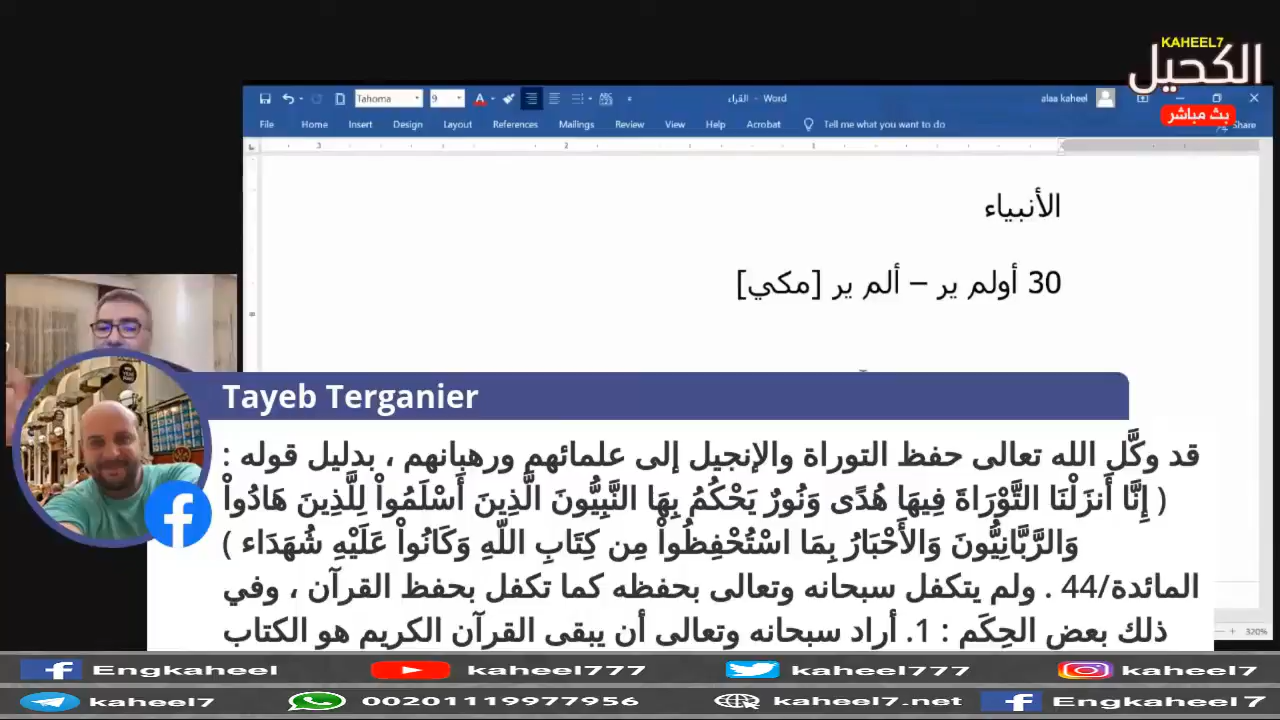 KAHEEL7
الكحيل
بث مباشر
Tahoma 9 القراء - Word alaa kaheel
File Home Insert Design Layout References Mailings Review View Help Acrobat Tell me what you want to do Share
3 2 1
الأنبياء
30 أولم ير – ألم ير [مكي]
Tayeb Terganier
قد وكَّل الله تعالى حفظ التوراة والإنجيل إلى علمائهم ورهبانهم ، بدليل قوله :
( إِنَّا أَنزَلْنَا التَّوْرَاةَ فِيهَا هُدًى وَنُورٌ يَحْكُمُ بِهَا النَّبِيُّونَ الَّذِينَ أَسْلَمُواْ لِلَّذِينَ هَادُواْ
وَالرَّبَّانِيُّونَ وَالأَحْبَارُ بِمَا اسْتُحْفِظُواْ مِن كِتَابِ اللّهِ وَكَانُواْ عَلَيْهِ شُهَدَاء )
المائدة/44 . ولم يتكفل سبحانه وتعالى بحفظه كما تكفل بحفظ القرآن ، وفي
ذلك بعض الحِكَم : 1. أراد سبحانه وتعالى أن يبقى القرآن الكريم هو الكتاب
320%
Engkaheel kaheel777 kaheel777 kaheel7
kaheel7 00201119977956 kaheel7.net Engkaheel7